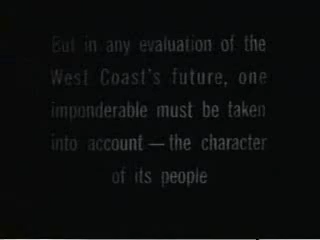 But in any evaluation of the
West Coast's future, one
imponderable must be taken
into account — the character
of its people